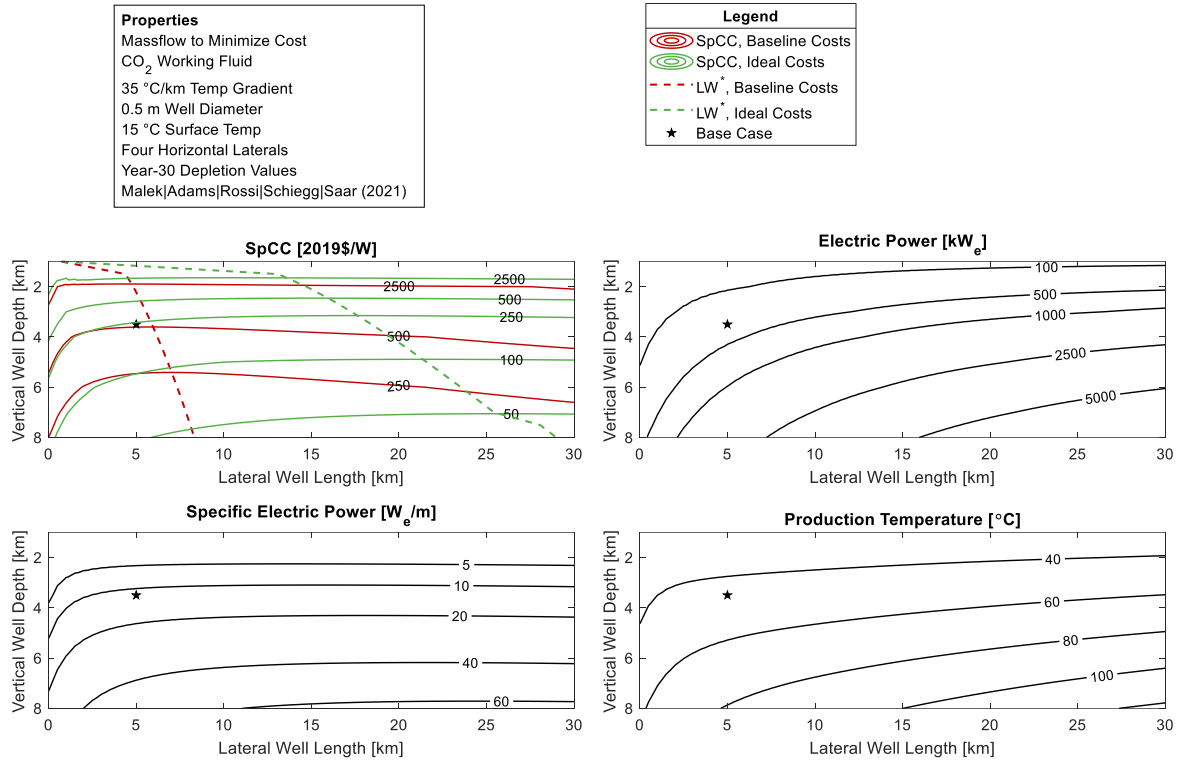 Properties
Massflow to Minimize Cost
CO2 Working Fluid
35 °C/km Temp Gradient
0.5 m Well Diameter
15 °C Surface Temp
Four Horizontal Laterals
Year-30 Depletion Values
Malek|Adams|Rossi|Schiegg|Saar (2021)
Legend
SpCC, Baseline Costs
SpCC, Ideal Costs
LW*, Baseline Costs
LW*, Ideal Costs
Base Case
SpCC [2019$/W]
Vertical Well Depth [km]
2
4
6
8
2500
2500
500
250
500
100
250
50
0 5 10 15 20 25 30
Lateral Well Length [km]
Electric Power [kWe]
Vertical Well Depth [km]
2
4
6
8
100
500
1000
2500
5000
0 5 10 15 20 25 30
Lateral Well Length [km]
Specific Electric Power [We/m]
Vertical Well Depth [km]
2
4
6
8
5
10
20
40
60
0 5 10 15 20 25 30
Lateral Well Length [km]
Production Temperature [°C]
Vertical Well Depth [km]
2
4
6
8
40
60
80
100
0 5 10 15 20 25 30
Lateral Well Length [km]